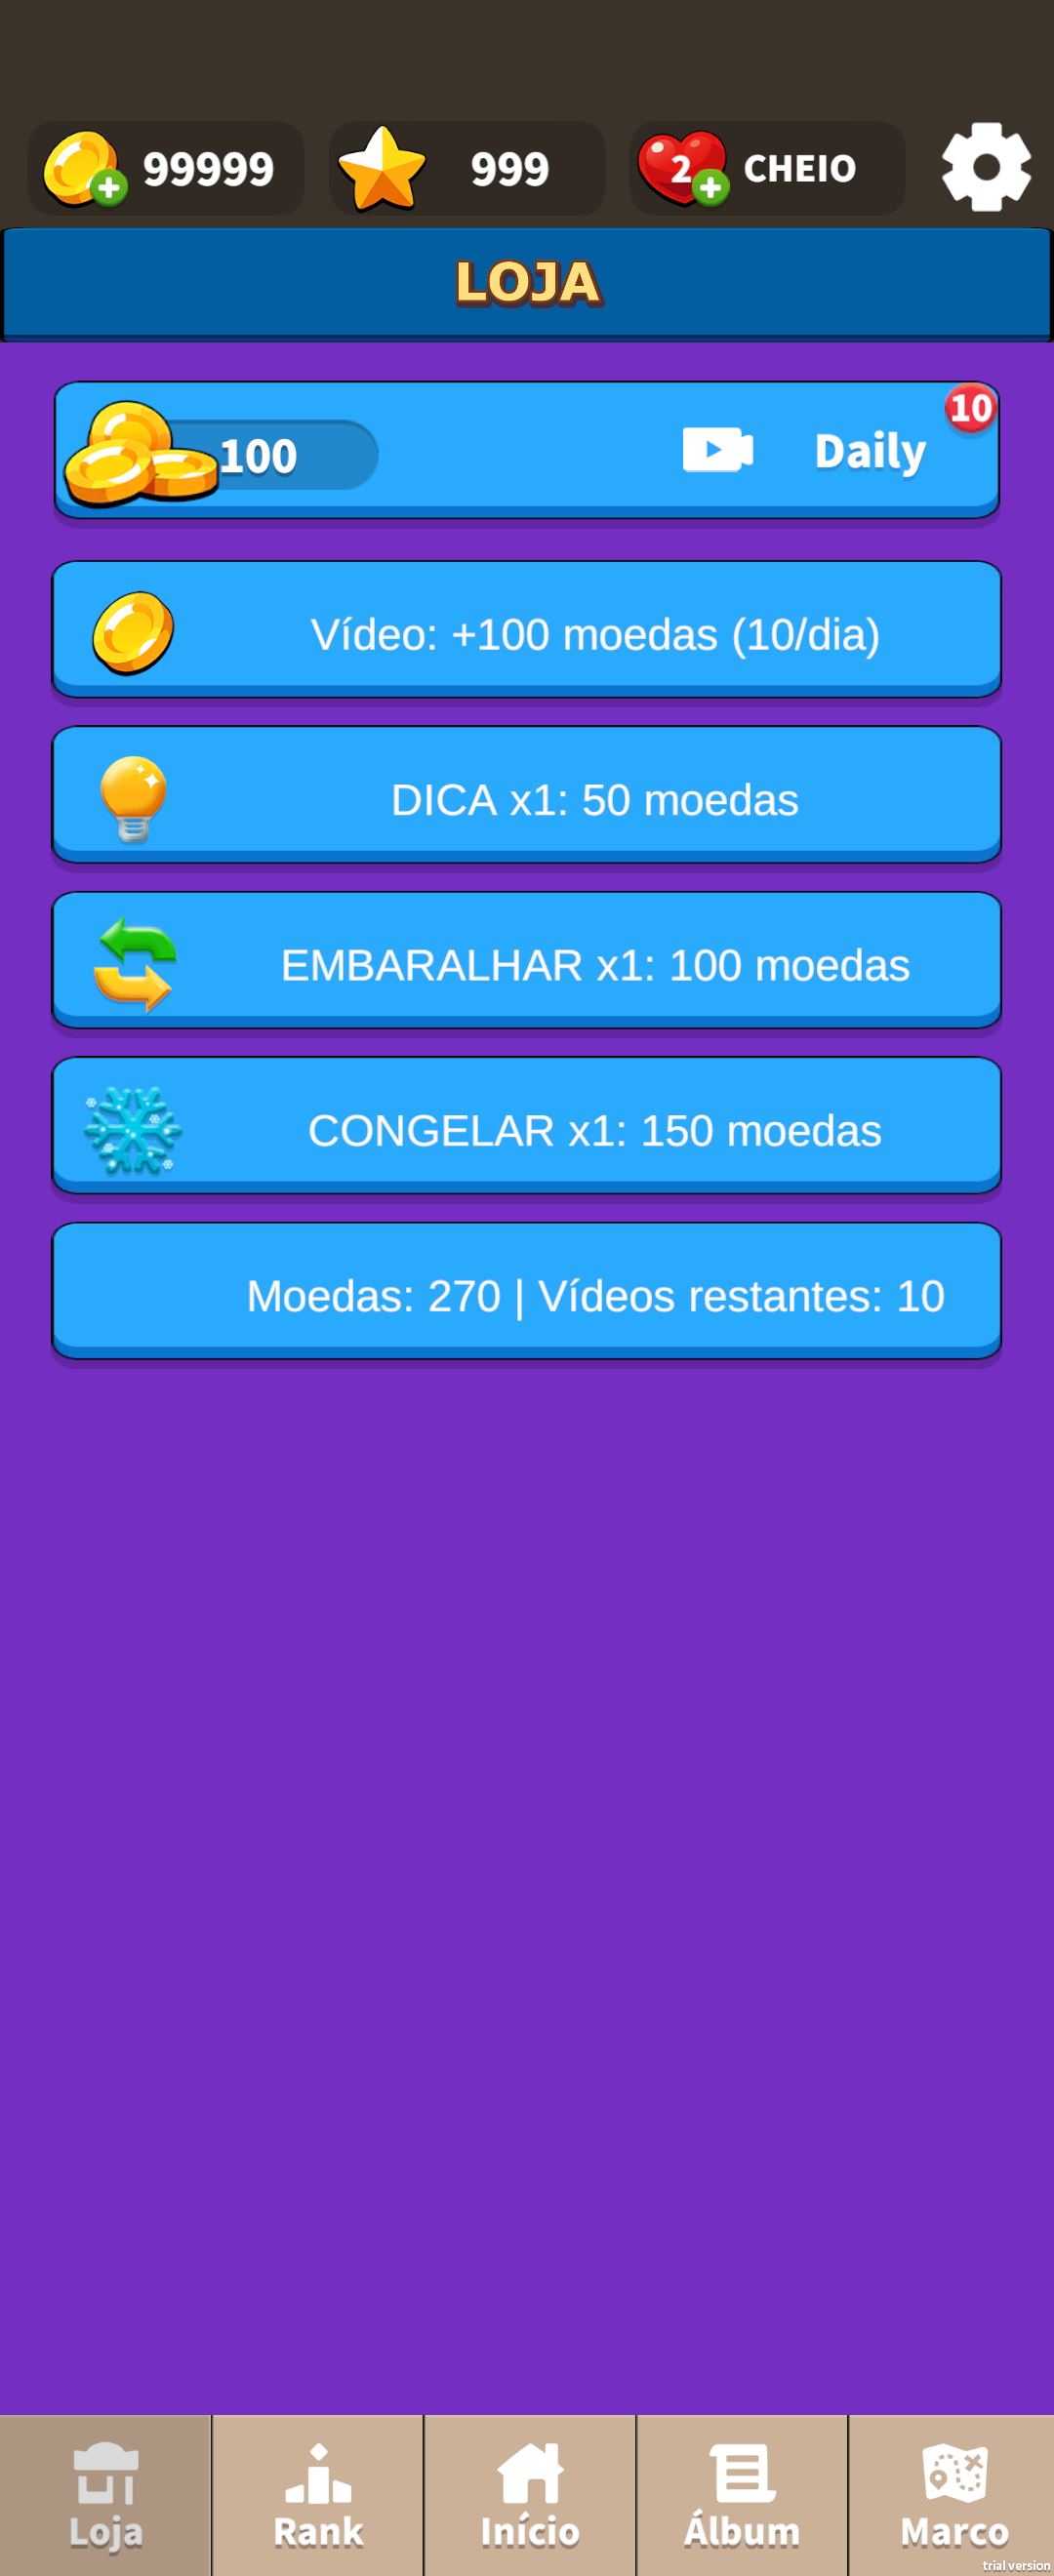 99999
999
2
CHEIO
LOJA
10
100
Daily
Vídeo: +100 moedas (10/dia)
DICA x1: 50 moedas
EMBARALHAR x1: 100 moedas
CONGELAR x1: 150 moedas
Moedas: 270 | Vídeos restantes: 10
Loja
Rank
Início
Álbum
Marco
trial version